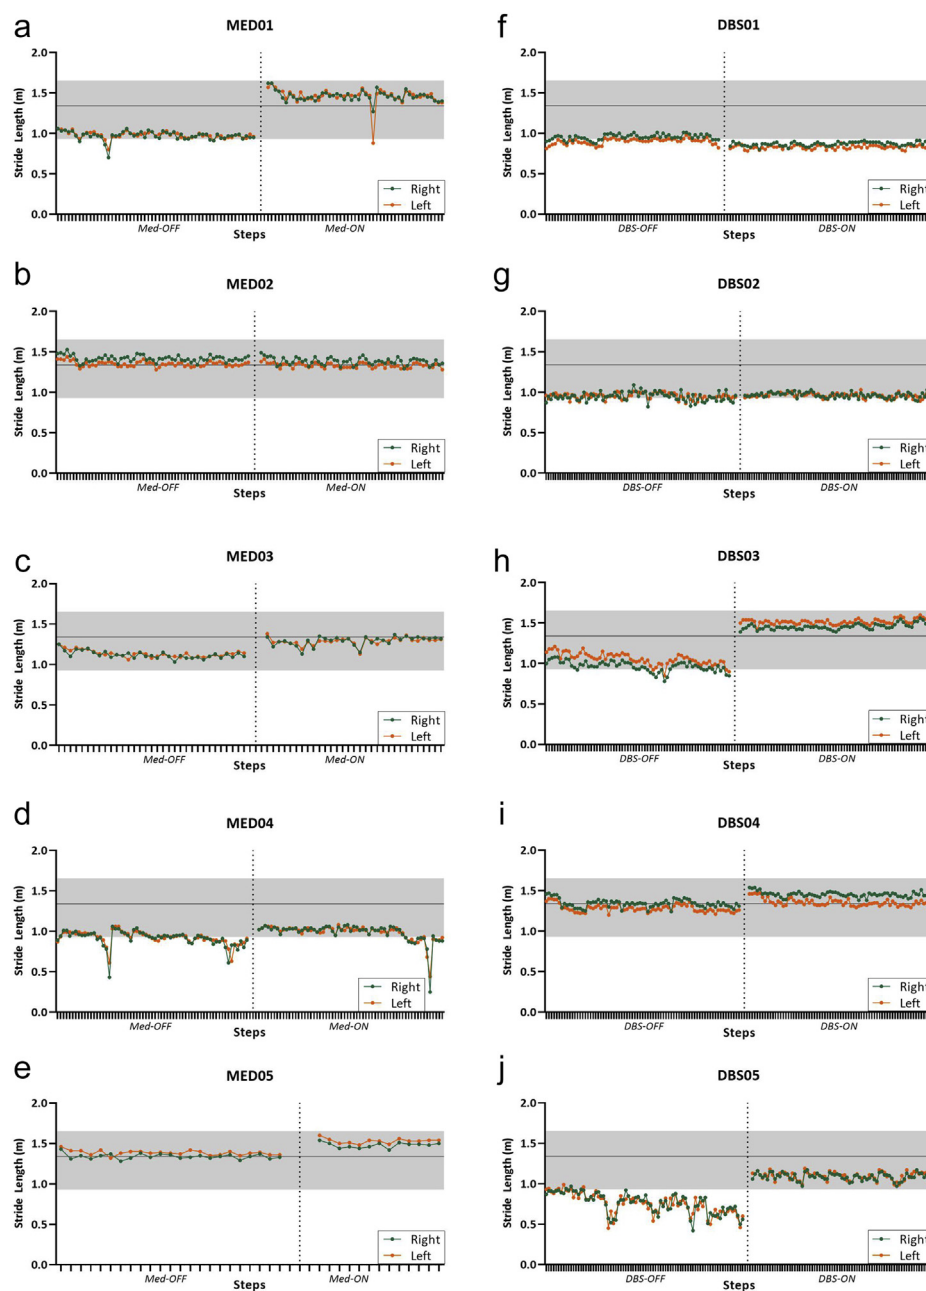 a
MED01
2.0
1.5
1.0
0.5
0.0
Stride Length (m)
Right
Left
Med-OFF
Med-ON
Steps
f
DBS01
2.0
1.5
1.0
0.5
0.0
Stride Length (m)
Right
Left
DBS-OFF
DBS-ON
Steps
b
MED02
2.0
1.5
1.0
0.5
0.0
Stride Length (m)
Right
Left
Med-OFF
Med-ON
Steps
g
DBS02
2.0
1.5
1.0
0.5
0.0
Stride Length (m)
Right
Left
DBS-OFF
DBS-ON
Steps
c
MED03
2.0
1.5
1.0
0.5
0.0
Stride Length (m)
Right
Left
Med-OFF
Med-ON
Steps
h
DBS03
2.0
1.5
1.0
0.5
0.0
Stride Length (m)
Right
Left
DBS-OFF
DBS-ON
Steps
d
MED04
2.0
1.5
1.0
0.5
0.0
Stride Length (m)
Right
Left
Med-OFF
Med-ON
Steps
i
DBS04
2.0
1.5
1.0
0.5
0.0
Stride Length (m)
Right
Left
DBS-OFF
DBS-ON
Steps
e
MED05
2.0
1.5
1.0
0.5
0.0
Stride Length (m)
Right
Left
Med-OFF
Med-ON
Steps
j
DBS05
2.0
1.5
1.0
0.5
0.0
Stride Length (m)
Right
Left
DBS-OFF
DBS-ON
Steps